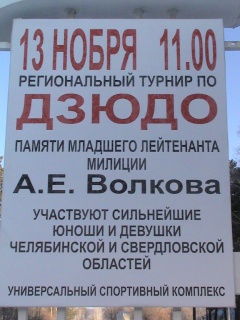 13 НОБРЯ 11.00
РЕГИОНАЛЬНЫЙ ТУРНИР ПО
ДЗЮДО
ПАМЯТИ МЛАДШЕГО ЛЕЙТЕНАНТА
МИЛИЦИИ
А.Е. Волкова
УЧАСТВУЮТ СИЛЬНЕЙШИЕ
ЮНОШИ И ДЕВУШКИ
ЧЕЛЯБИНСКОЙ И СВЕРДЛОВСКОЙ
ОБЛАСТЕЙ
УНИВЕРСАЛЬНЫЙ СПОРТИВНЫЙ КОМПЛЕКС